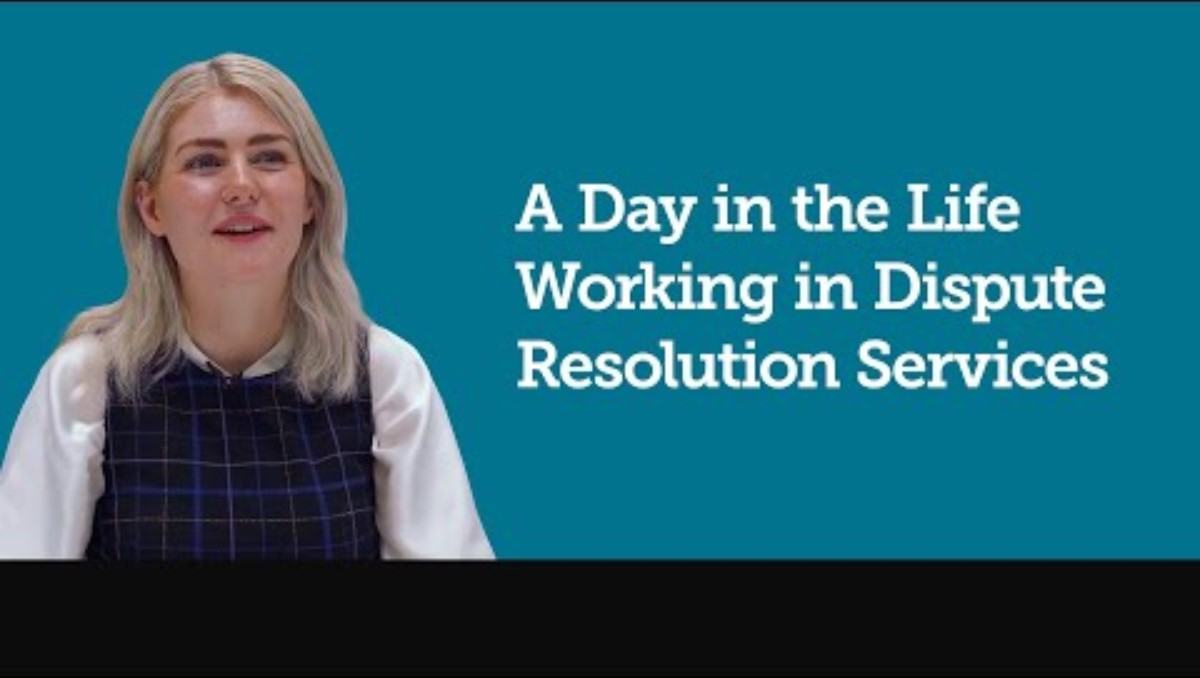 A Day in the Life
Working in Dispute
Resolution Services